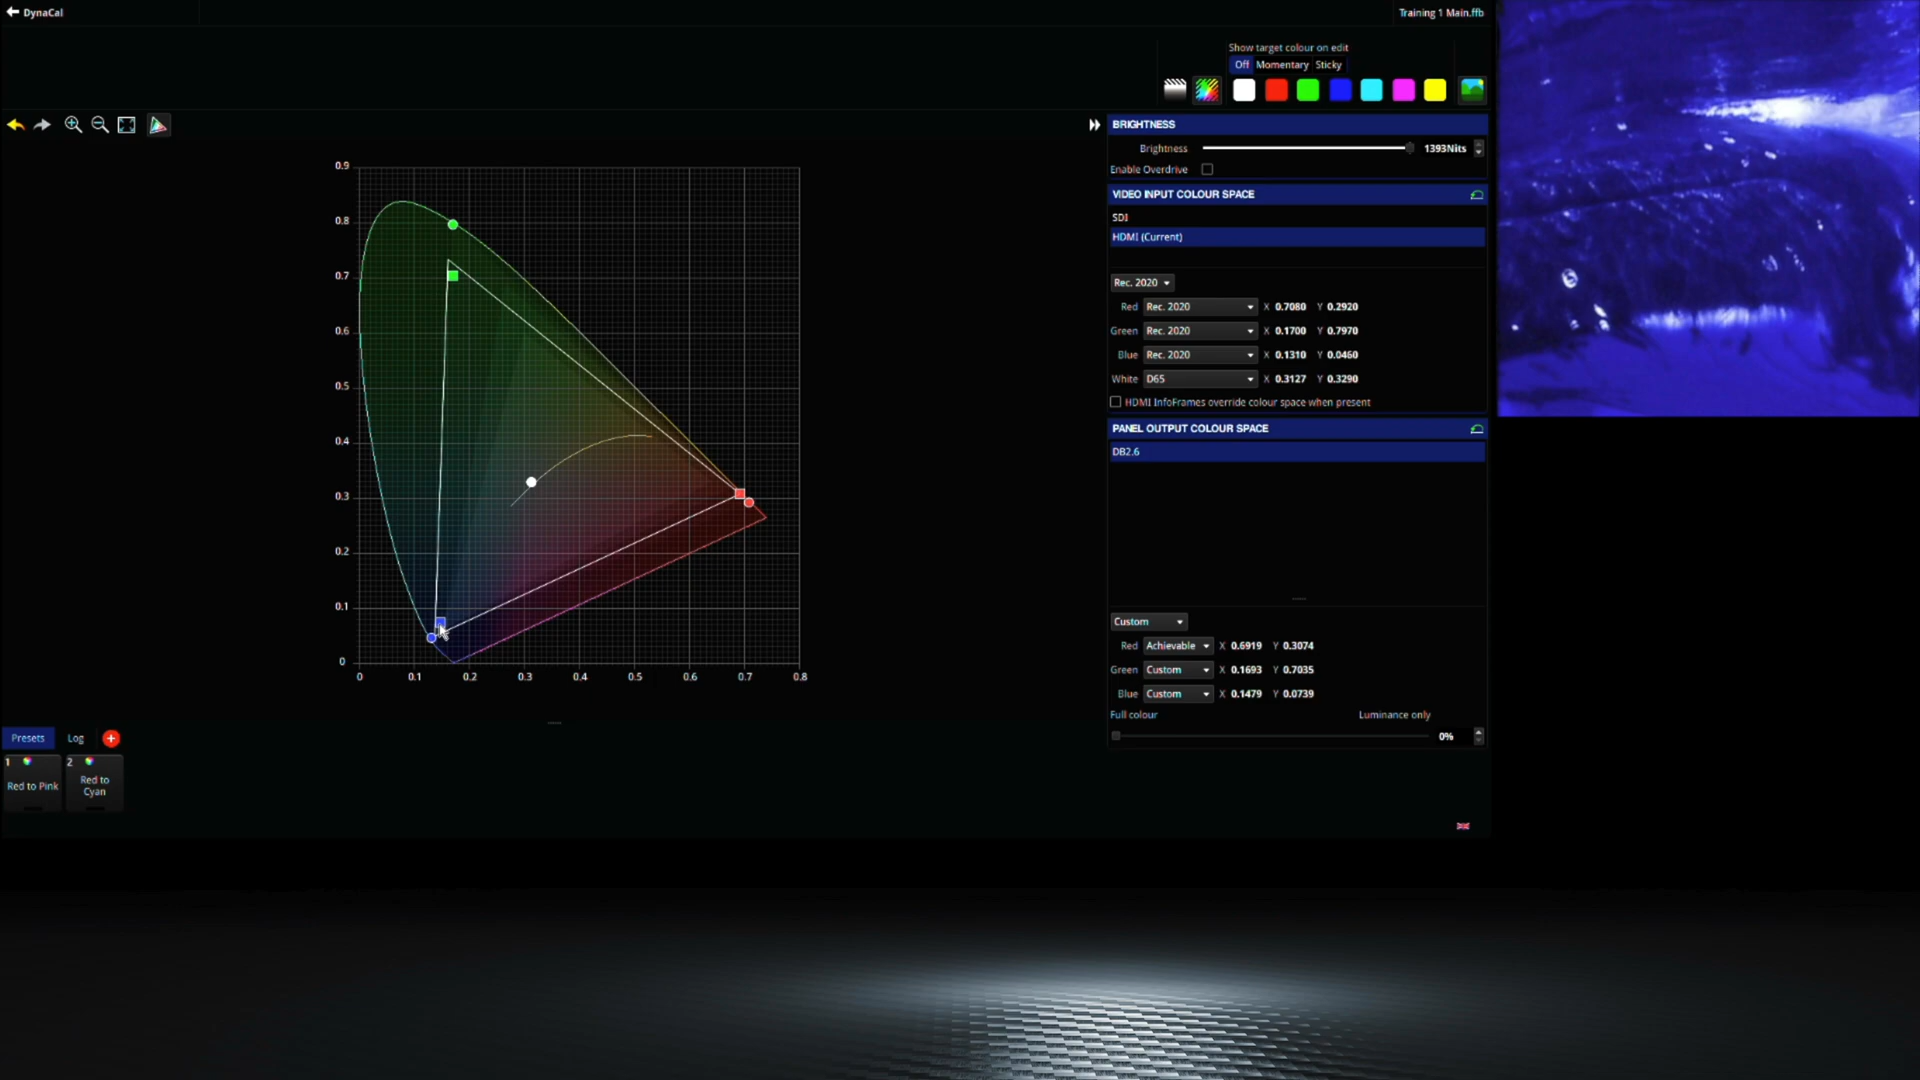 DynaCal
Training 1 Main.ffb
Show target colour on edit
Off Momentary Sticky
BRIGHTNESS
Brightness 1393Nits
Enable Overdrive
VIDEO INPUT COLOUR SPACE
SDI
HDMI (Current)
Rec. 2020
Red Rec. 2020 X 0.7080 Y 0.2920
Green Rec. 2020 X 0.1700 Y 0.7970
Blue Rec. 2020 X 0.1310 Y 0.0460
White D65 X 0.3127 Y 0.3290
HDMI InfoFrames override colour space when present
PANEL OUTPUT COLOUR SPACE
DB2.6
Custom
Red Achievable X 0.6919 Y 0.3074
Green Custom X 0.1693 Y 0.7035
Blue Custom X 0.1479 Y 0.0739
Full colour Luminance only
0%
0.9
0.8
0.7
0.6
0.5
0.4
0.3
0.2
0.1
0
0 0.1 0.2 0.3 0.4 0.5 0.6 0.7 0.8
Presets Log
1 2
Red to Pink
Red to
Cyan